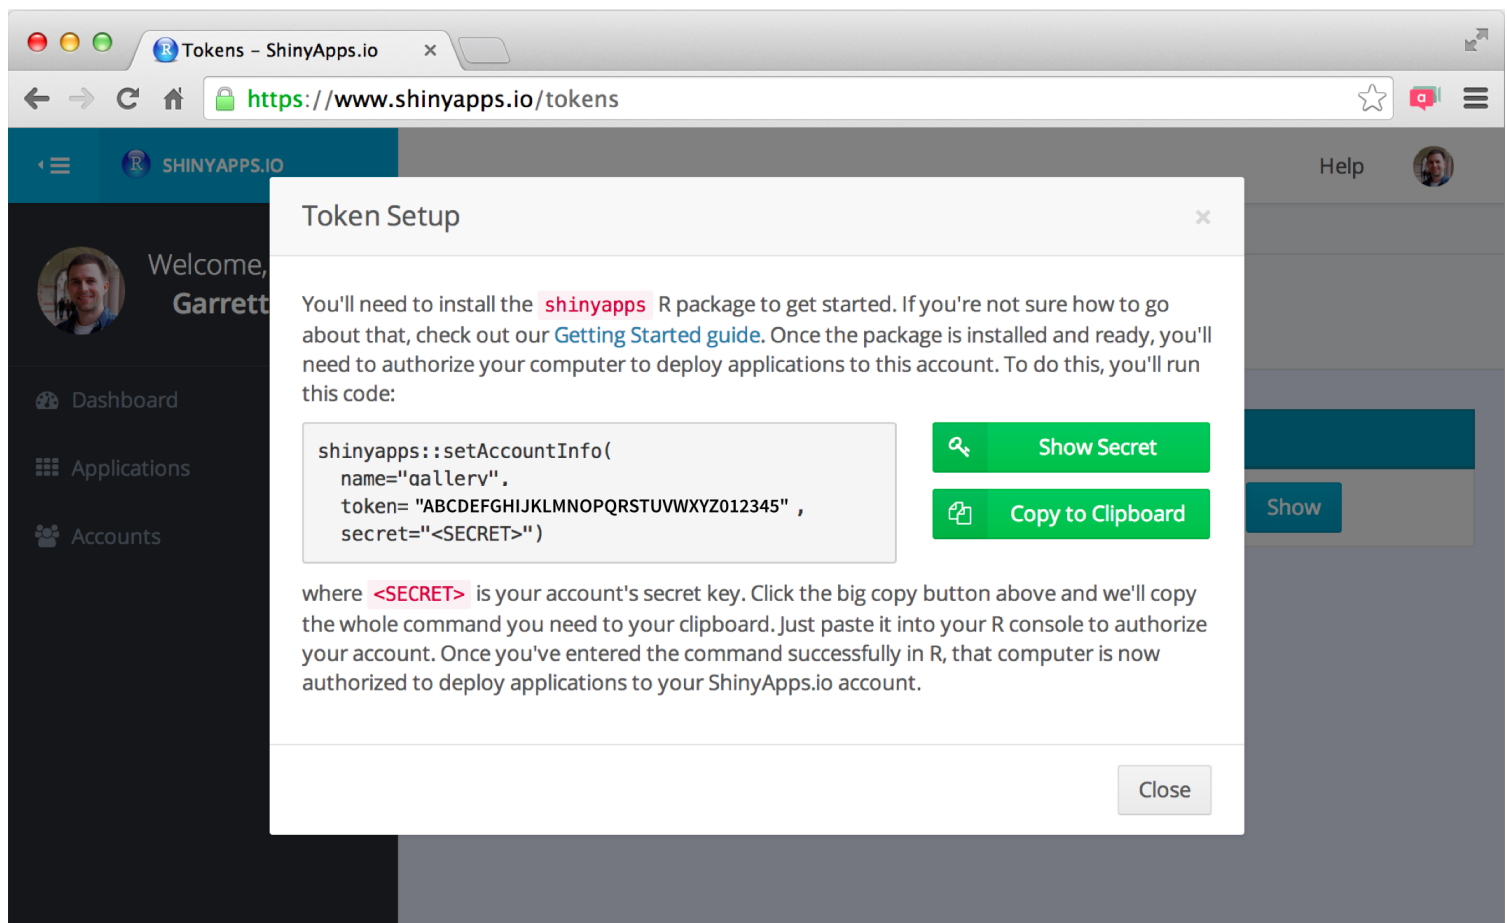 Tokens – ShinyApps.io
https://www.shinyapps.io/tokens
a
R SHINYAPPS.IO
Help
Token Setup
Welcome,
Garrett
You'll need to install the shinyapps R package to get started. If you're not sure how to go
about that, check out our Getting Started guide. Once the package is installed and ready, you'll
need to authorize your computer to deploy applications to this account. To do this, you'll run
this code:
Dashboard
Applications
Accounts
shinyapps::setAccountInfo(
name="gallery",
token= "ABCDEFGHIJKLMNOPQRSTUVWXYZ012345" ,
secret="<SECRET>")
Show Secret
Copy to Clipboard
Show
where <SECRET> is your account's secret key. Click the big copy button above and we'll copy
the whole command you need to your clipboard. Just paste it into your R console to authorize
your account. Once you've entered the command successfully in R, that computer is now
authorized to deploy applications to your ShinyApps.io account.
Close